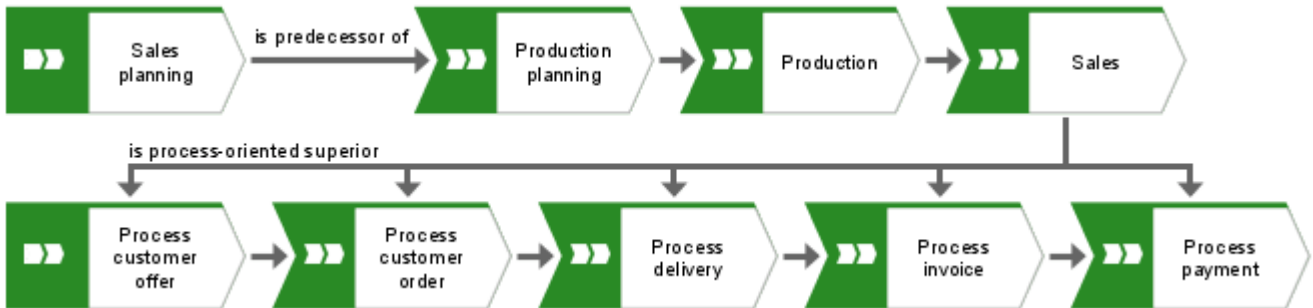 Sales
planning
is predecessor of
Production
planning
Production
Sales
is process-oriented superior
Process
customer
offer
Process
customer
order
Process
delivery
Process
invoice
Process
payment